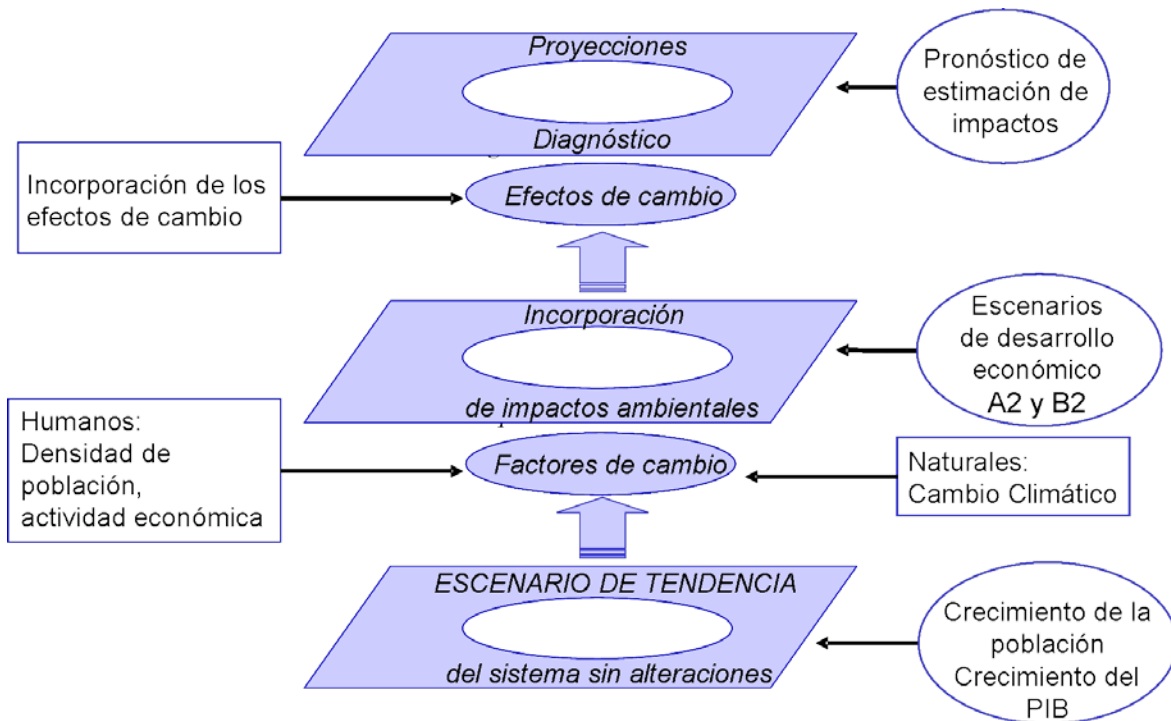 Proyecciones
Diagnóstico
Pronóstico de
estimación de
impactos
Incorporación de los
efectos de cambio
Efectos de cambio
Incorporación
de impactos ambientales
Escenarios
de desarrollo
económico
A2 y B2
Humanos:
Densidad de
población,
actividad económica
Factores de cambio
Naturales:
Cambio Climático
ESCENARIO DE TENDENCIA
del sistema sin alteraciones
Crecimiento de la
población
Crecimiento del
PIB